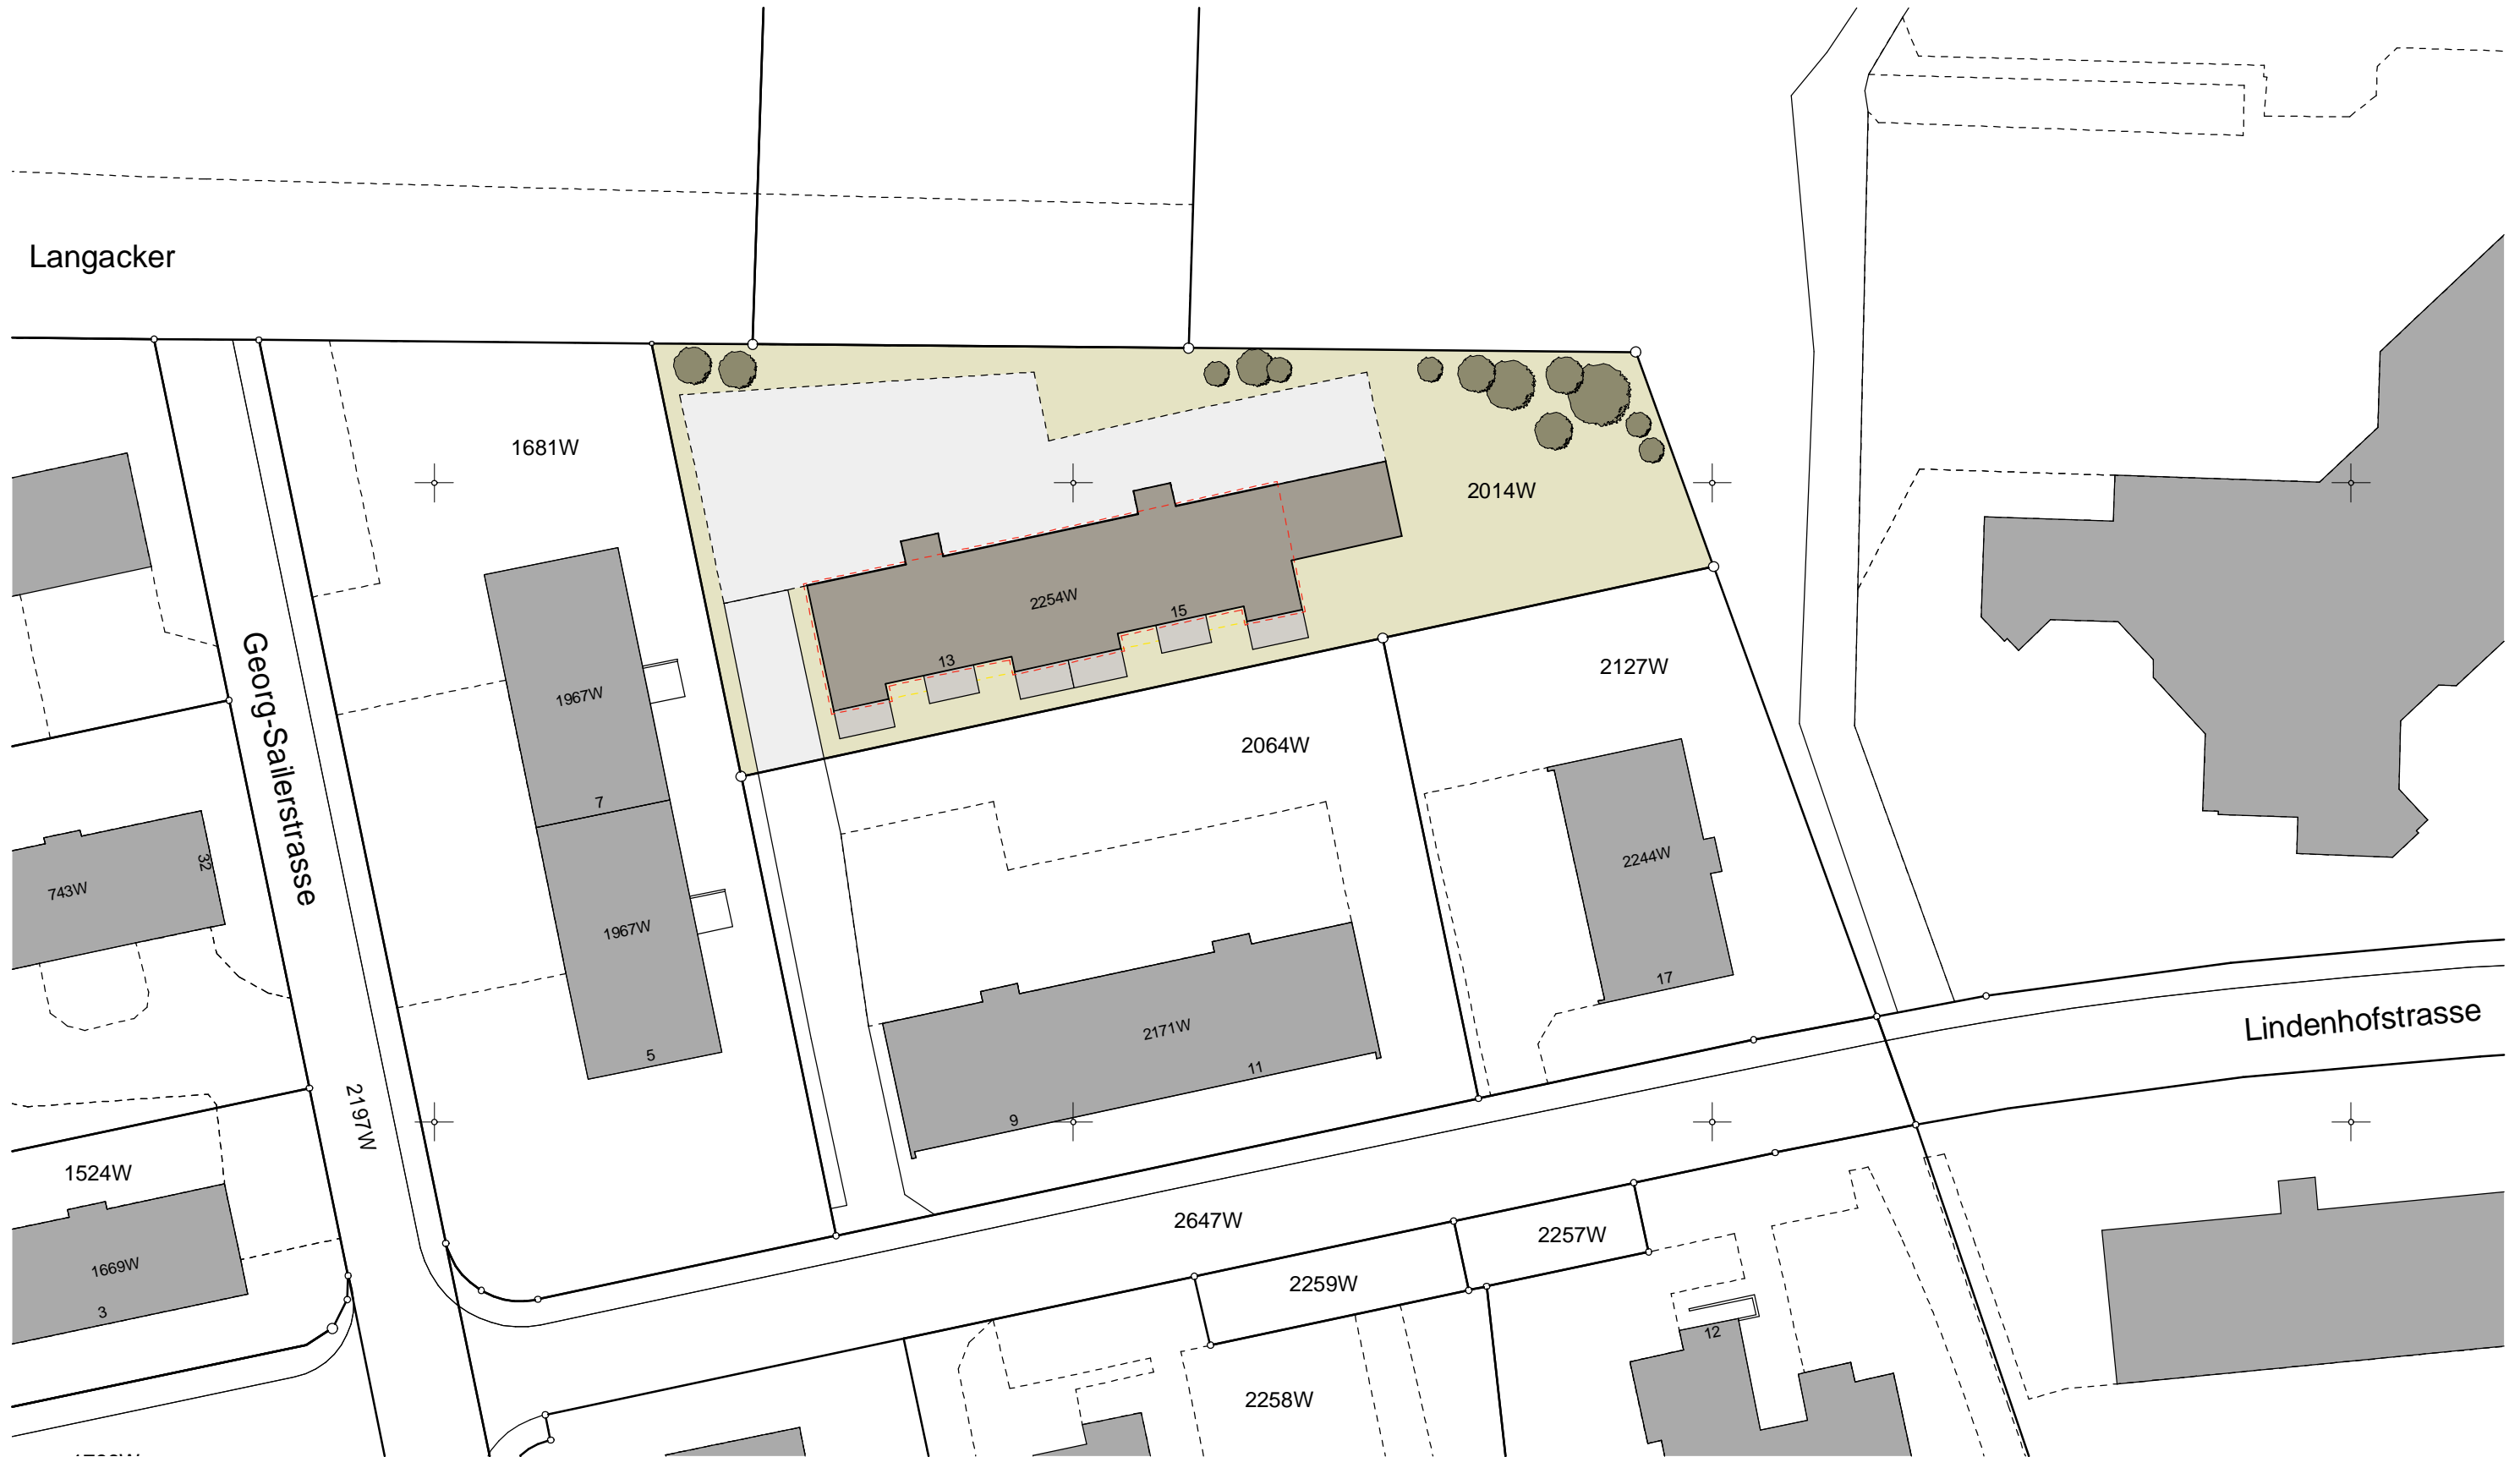 Langacker
1681W
2014W
2254W
15
13
2127W
1967W
Georg-Sailerstrasse
2064W
7
32
743W
2244W
1967W
17
2171W
Lindenhofstrasse
5
11
9
2197W
1524W
2647W
2257W
1669W
2259W
3
12
2258W